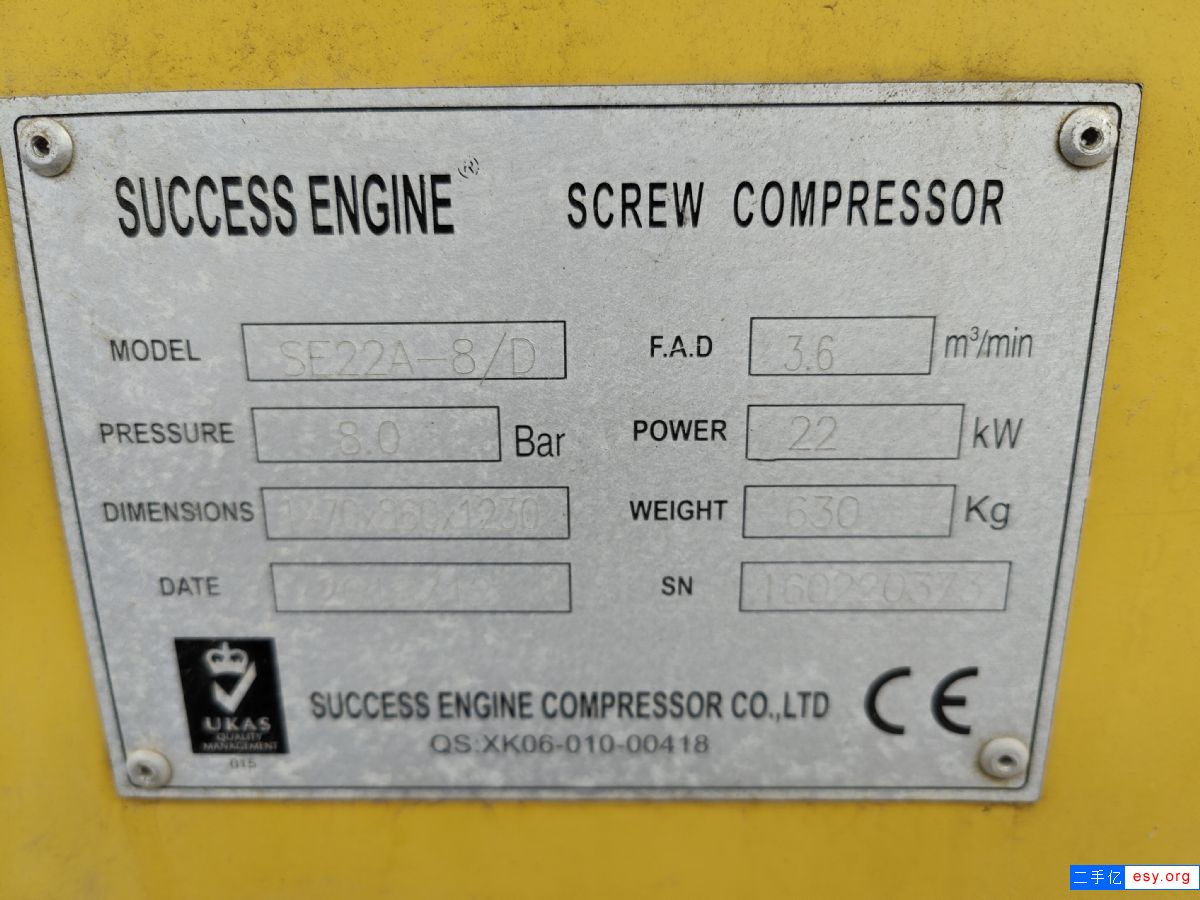 SUCCESS ENGINE® SCREW COMPRESSOR
MODEL SE22A-8/D F.A.D 3.6 m³/min
PRESSURE 8.0 Bar POWER 22 kW
DIMENSIONS WEIGHT 630 Kg
DATE SN 160220373
UKAS
QUALITY
MANAGEMENT
015
SUCCESS ENGINE COMPRESSOR CO.,LTD CE
QS:XK06-010-00418
二手亿 esy.org